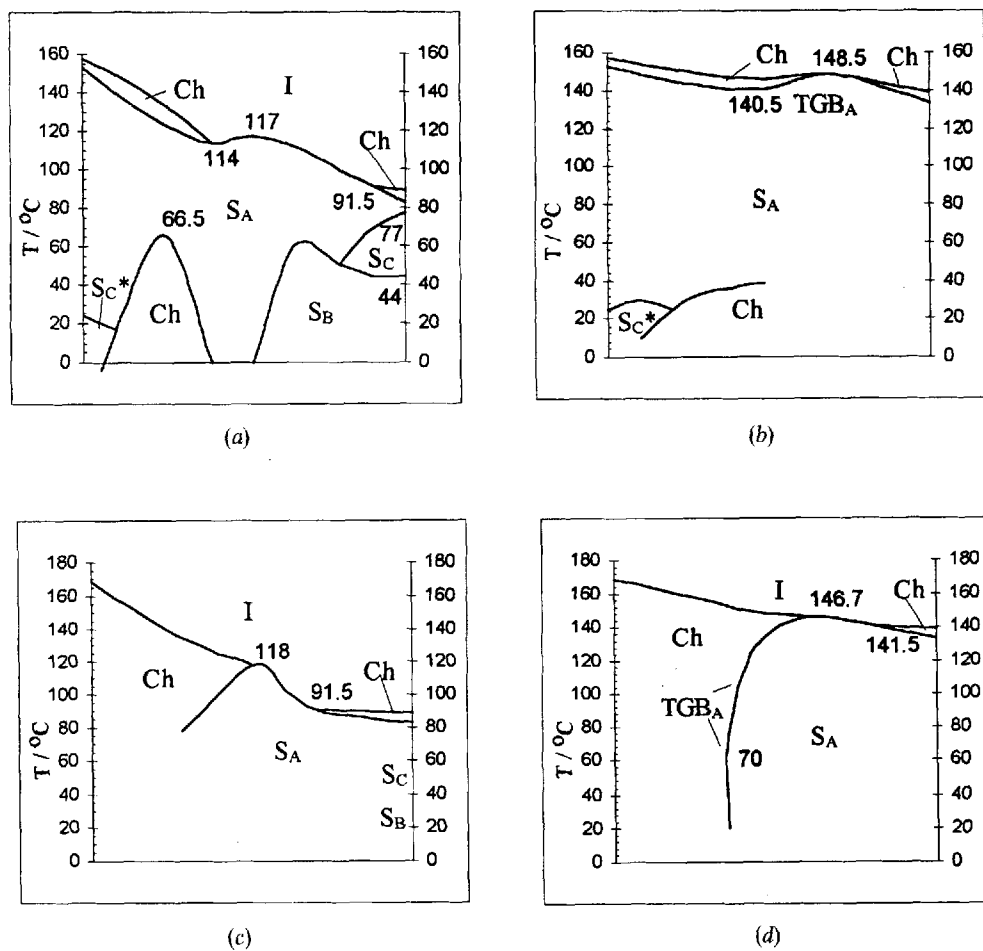 T / °C
160
140
120
100
80
60
40
20
0
Ch
I
117
114
Ch
91.5
S_A
66.5
77
S_C
S_C*
44
Ch
S_B
160
140
120
100
80
60
40
20
0
(a)
T / °C
160
140
120
100
80
60
40
20
0
Ch
148.5
Ch
140.5
TGB_A
S_A
S_C*
Ch
160
140
120
100
80
60
40
20
0
(b)
T / °C
180
160
140
120
100
80
60
40
20
0
I
118
Ch
Ch
91.5
S_A
S_C
S_B
180
160
140
120
100
80
60
40
20
0
(c)
T / °C
180
160
140
120
100
80
60
40
20
0
I
146.7
Ch
Ch
141.5
TGB_A
S_A
70
180
160
140
120
100
80
60
40
20
0
(d)